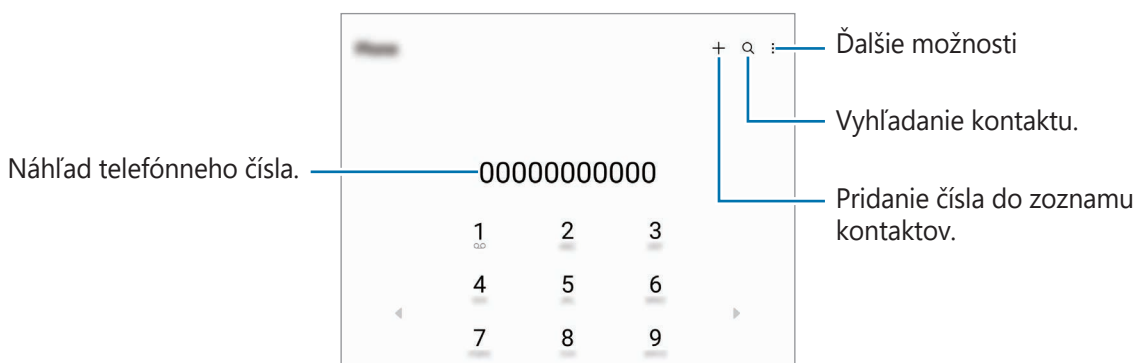 Ďalšie možnosti
Vyhľadanie kontaktu.
Náhľad telefónneho čísla.
00000000000
Pridanie čísla do zoznamu
kontaktov.
1 2 3
4 5 6
7 8 9